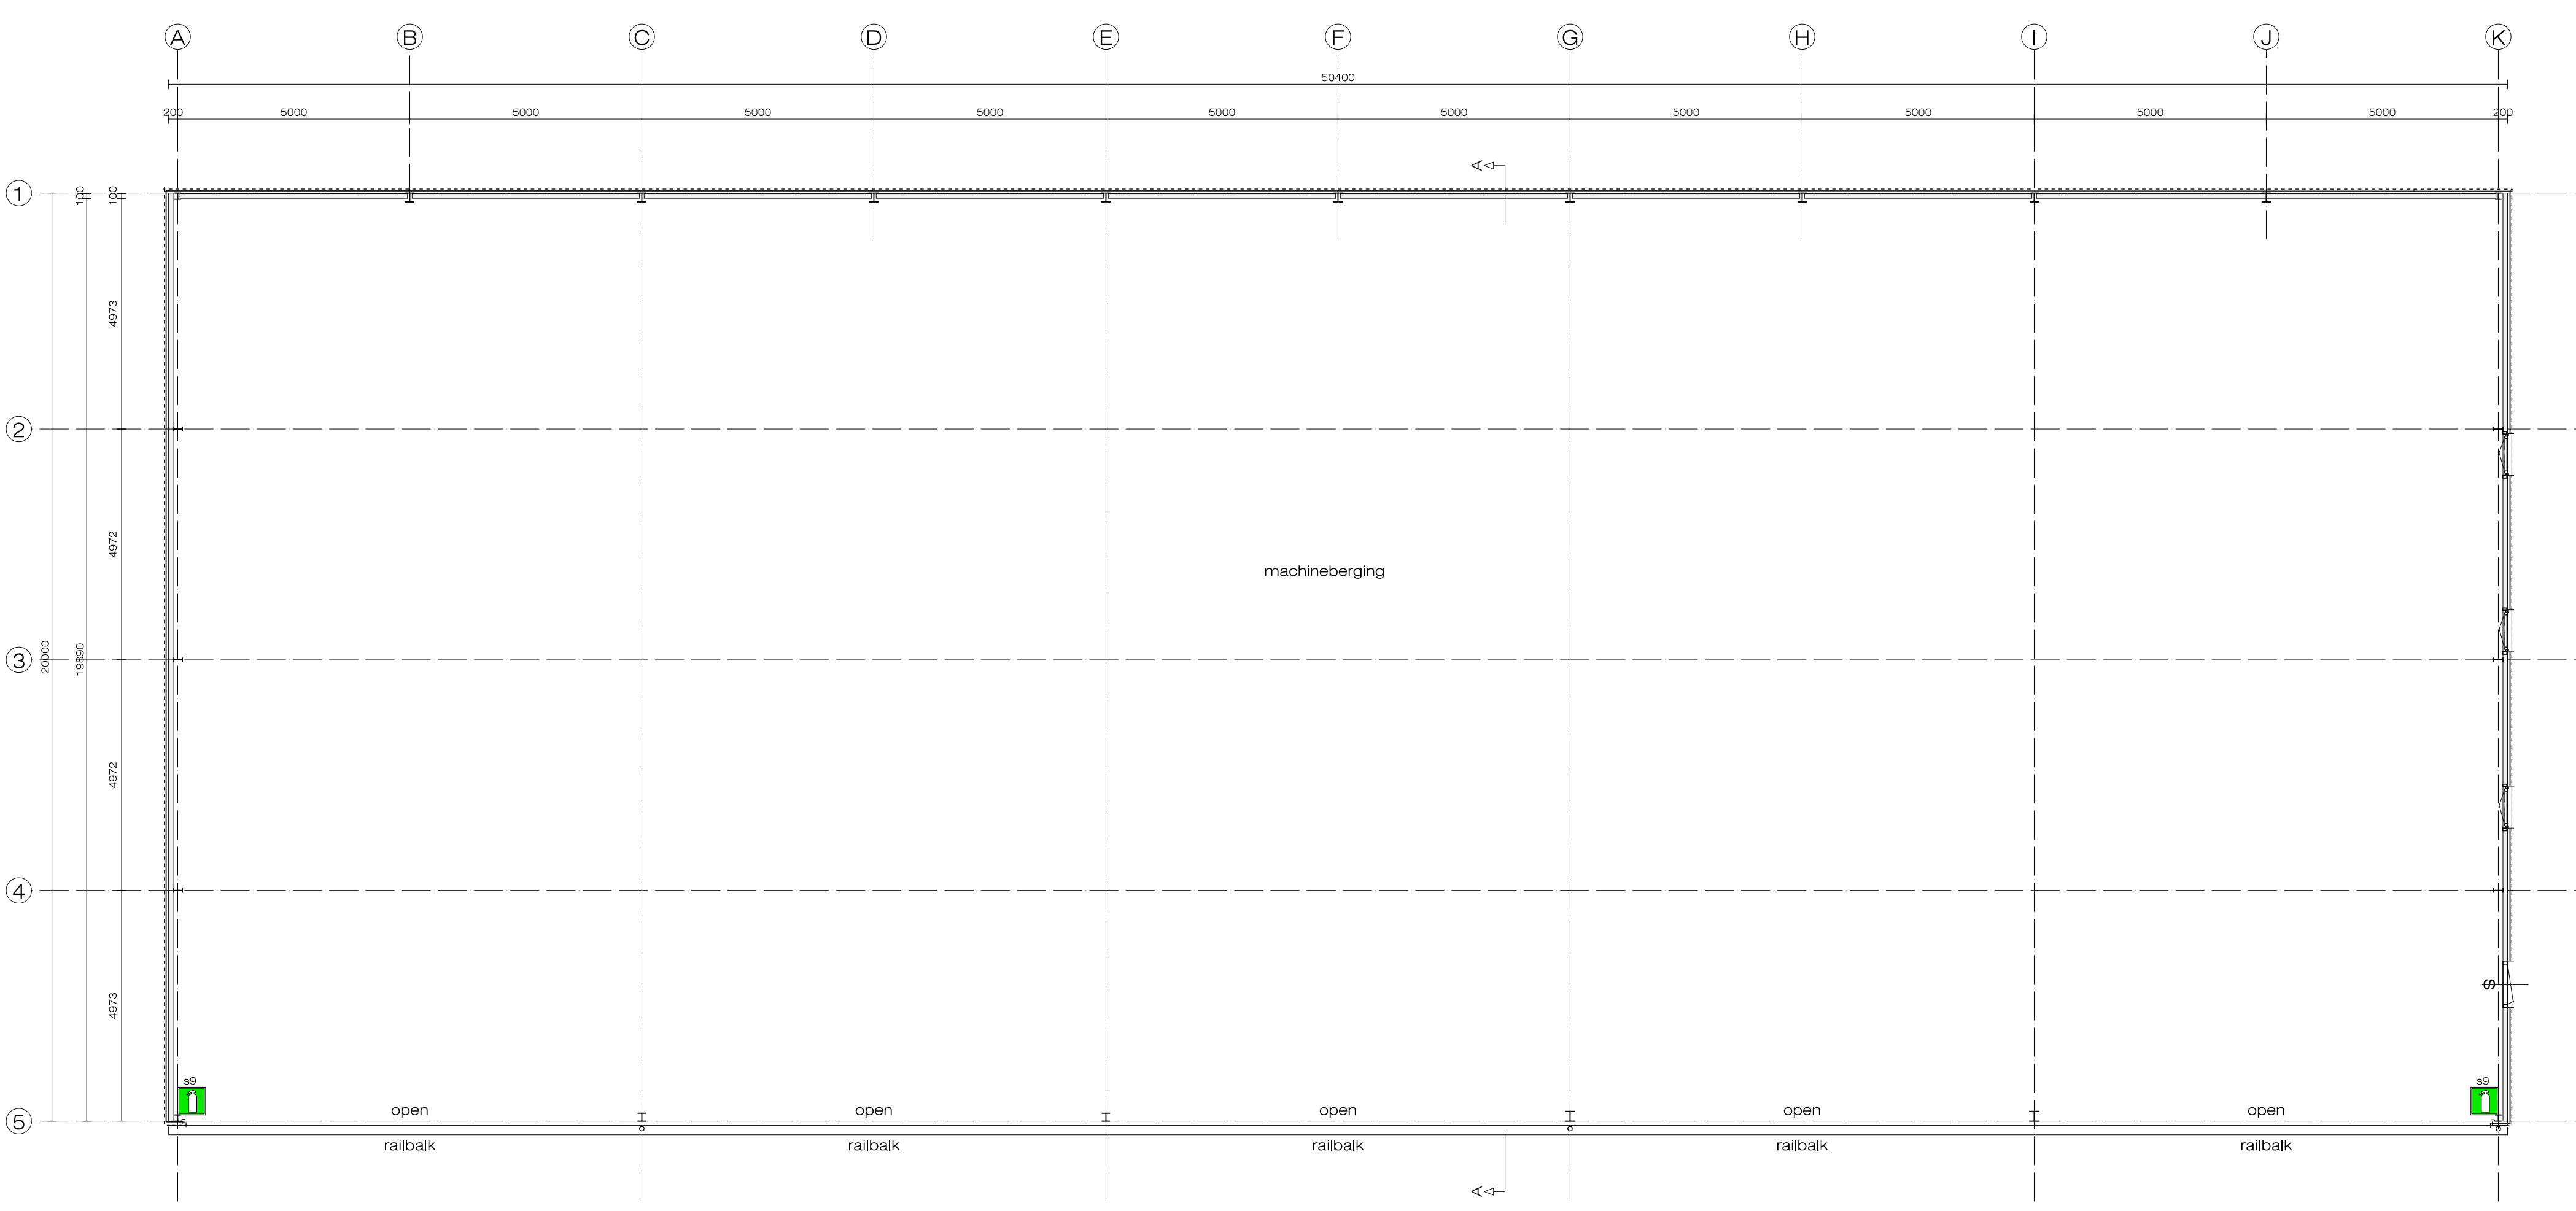 A B C D E F G H I J K
50400
200 5000 5000 5000 5000 5000 5000 5000 5000 5000 5000 200
A
1
100 100
4973
2
4972
machineberging
3
20000 19890
4972
4
4973
S
s9 s9
5
open open open open open
railbalk railbalk railbalk railbalk railbalk
A